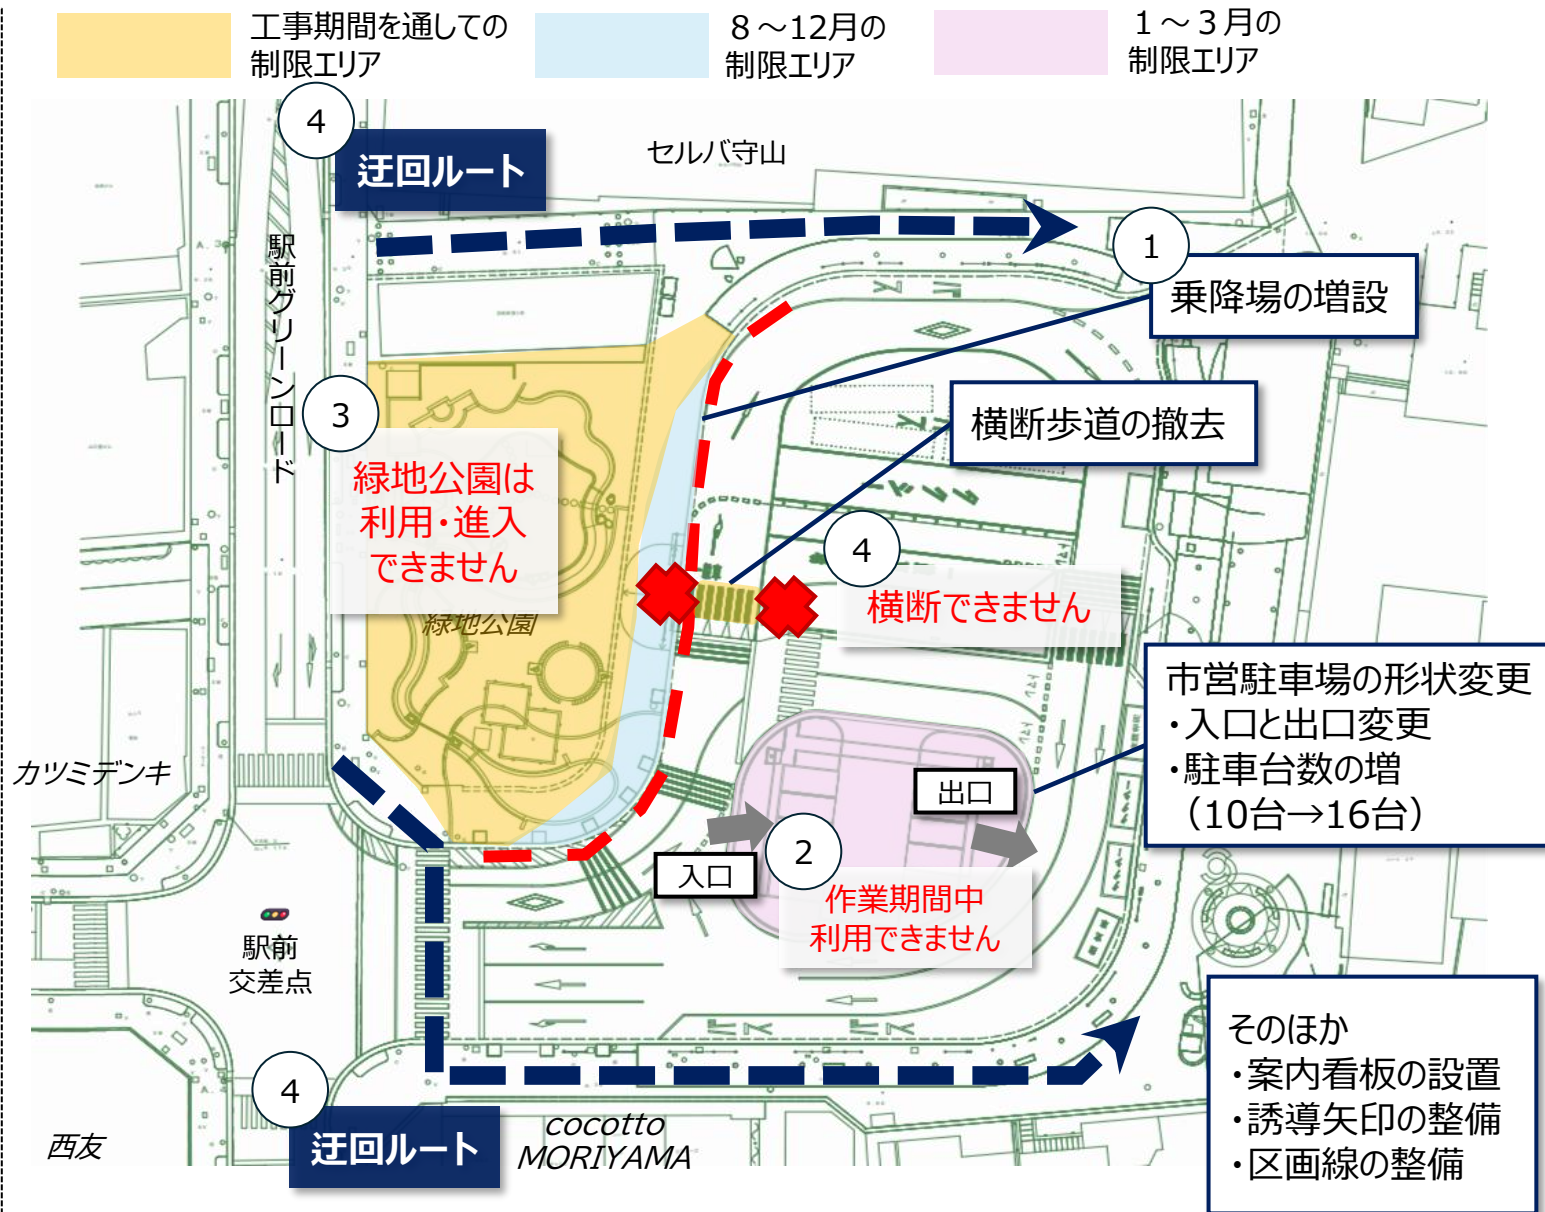 工事期間を通しての
制限エリア
８～12月の
制限エリア
１～３月の
制限エリア
4
迂回ルート
セルバ守山
1
乗降場の増設
駅前グリーンロード
3
緑地公園は
利用・進入
できません
緑地公園
横断歩道の撤去
4
横断できません
市営駐車場の形状変更
・入口と出口変更
・駐車台数の増
（10台→16台）
カツミデンキ
出口
入口
2
作業期間中
利用できません
駅前
交差点
タクシー
そのほか
・案内看板の設置
・誘導矢印の整備
・区画線の整備
4
迂回ルート
cocotto
MORIYAMA
西友